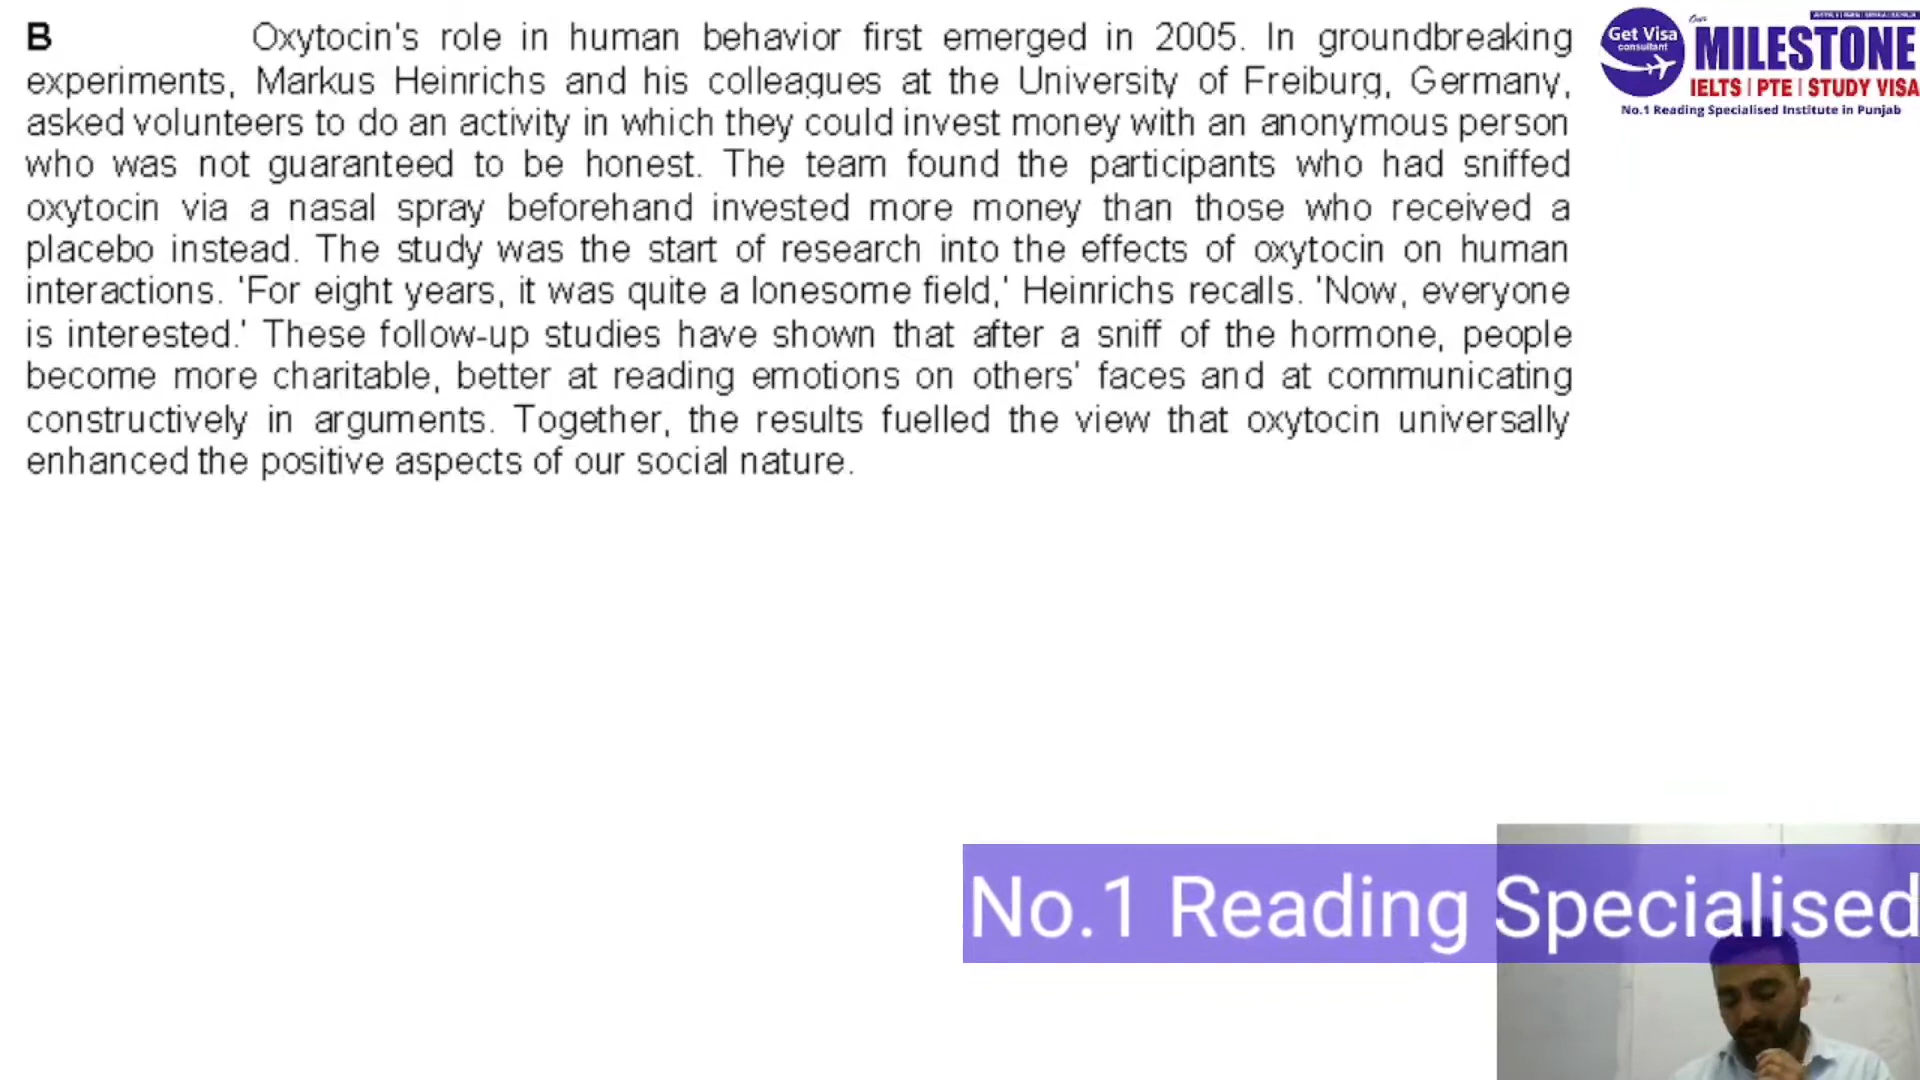 B Oxytocin's role in human behavior first emerged in 2005. In groundbreaking
experiments, Markus Heinrichs and his colleagues at the University of Freiburg, Germany,
asked volunteers to do an activity in which they could invest money with an anonymous person
who was not guaranteed to be honest. The team found the participants who had sniffed
oxytocin via a nasal spray beforehand invested more money than those who received a
placebo instead. The study was the start of research into the effects of oxytocin on human
interactions. 'For eight years, it was quite a lonesome field,' Heinrichs recalls. 'Now, everyone
is interested.' These follow-up studies have shown that after a sniff of the hormone, people
become more charitable, better at reading emotions on others' faces and at communicating
constructively in arguments. Together, the results fuelled the view that oxytocin universally
enhanced the positive aspects of our social nature.
Get Visa
consultant
Our
MILESTONE
IELTS | PTE | STUDY VISA
No.1 Reading Specialised Institute in Punjab
No.1 Reading Specialised